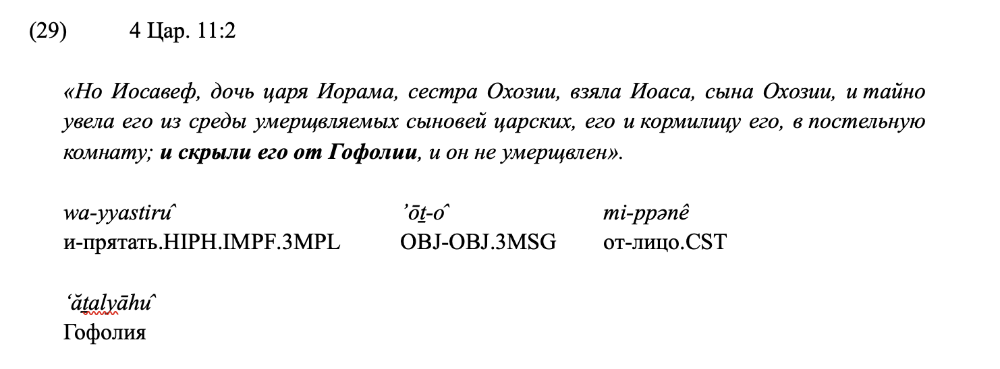 (29) 4 Цар. 11:2
«Но Иосавеф, дочь царя Иорама, сестра Охозии, взяла Иоаса, сына Охозии, и тайно
увела его из среды умерщвляемых сыновей царских, его и кормилицу его, в постельную
комнату; и скрыли его от Гофолии, и он не умерщвлен».
wa-yyastirû ʾōṯ-ô mi-ppənê
и-прятать.HIPH.IMPF.3MPL OBJ-OBJ.3MSG от-лицо.CST
ʿăṯalyāhû
Гофолия